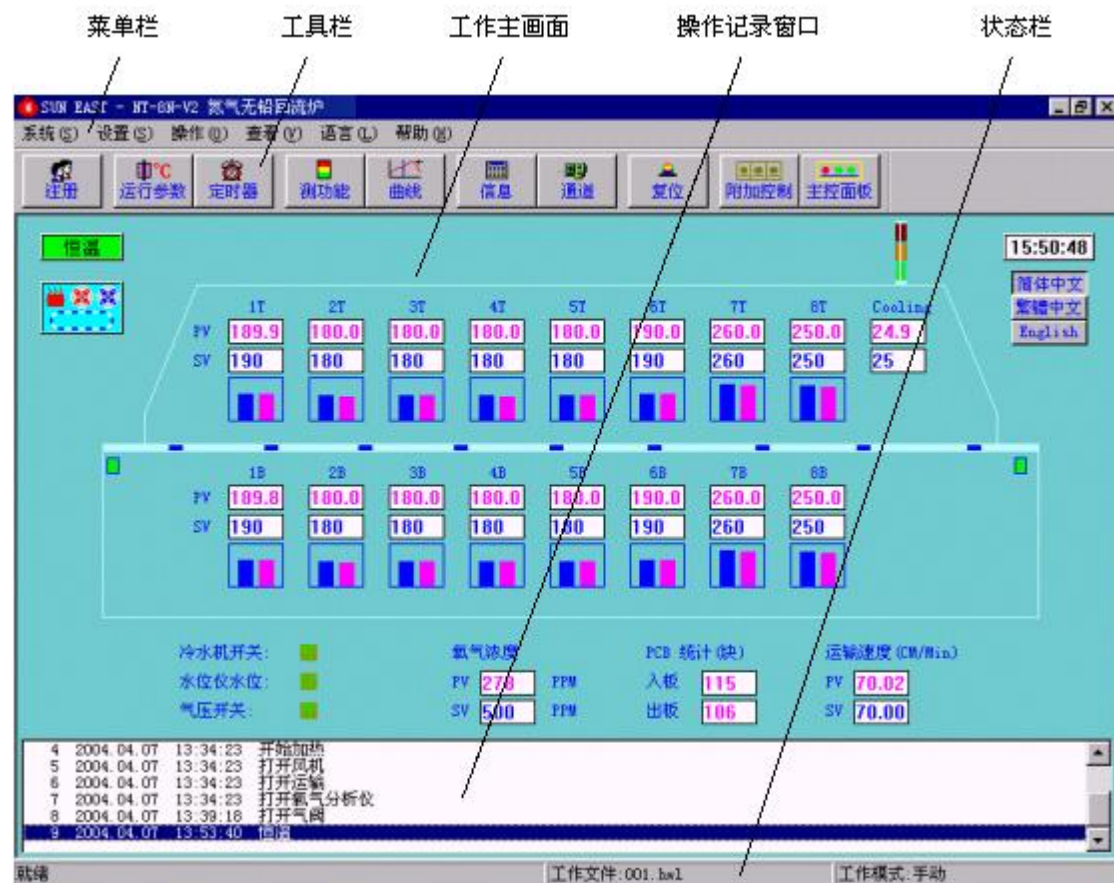 菜单栏 工具栏 工作主画面 操作记录窗口 状态栏
SUN EAST - NT-8N-V2 氮气无铅回流炉
系统(S) 设置(S) 操作(O) 查看(V) 语言(L) 帮助(H)
注册 运行参数 定时器 测功能 曲线 信息 通道 复位 附加控制 主控面板
恒温
15:50:48
简体中文
繁體中文
English
1T 2T 3T 4T 5T 6T 7T 8T Cooling
PV 189.9 180.0 180.0 180.0 180.0 190.0 260.0 250.0 24.9
SV 190 180 180 180 180 190 260 250 25
1B 2B 3B 4B 5B 6B 7B 8B
PV 189.8 180.0 180.0 180.0 180.0 190.0 260.0 250.0
SV 190 180 180 180 180 190 260 250
冷水机开关: 氧气浓度 PCB 统计(块) 运输速度(CM/Min)
水位仪水位: PV 278 PPM 入板 115 PV 70.02
气压开关: SV 500 PPM 出板 106 SV 70.00
4 2004.04.07 13:34:23 开始加热
5 2004.04.07 13:34:23 打开风机
6 2004.04.07 13:34:23 打开运输
7 2004.04.07 13:34:23 打开氧气分析仪
8 2004.04.07 13:39:18 打开气阀
9 2004.04.07 13:53:40 恒温
就绪 工作文件:001.hwl 工作模式:手动